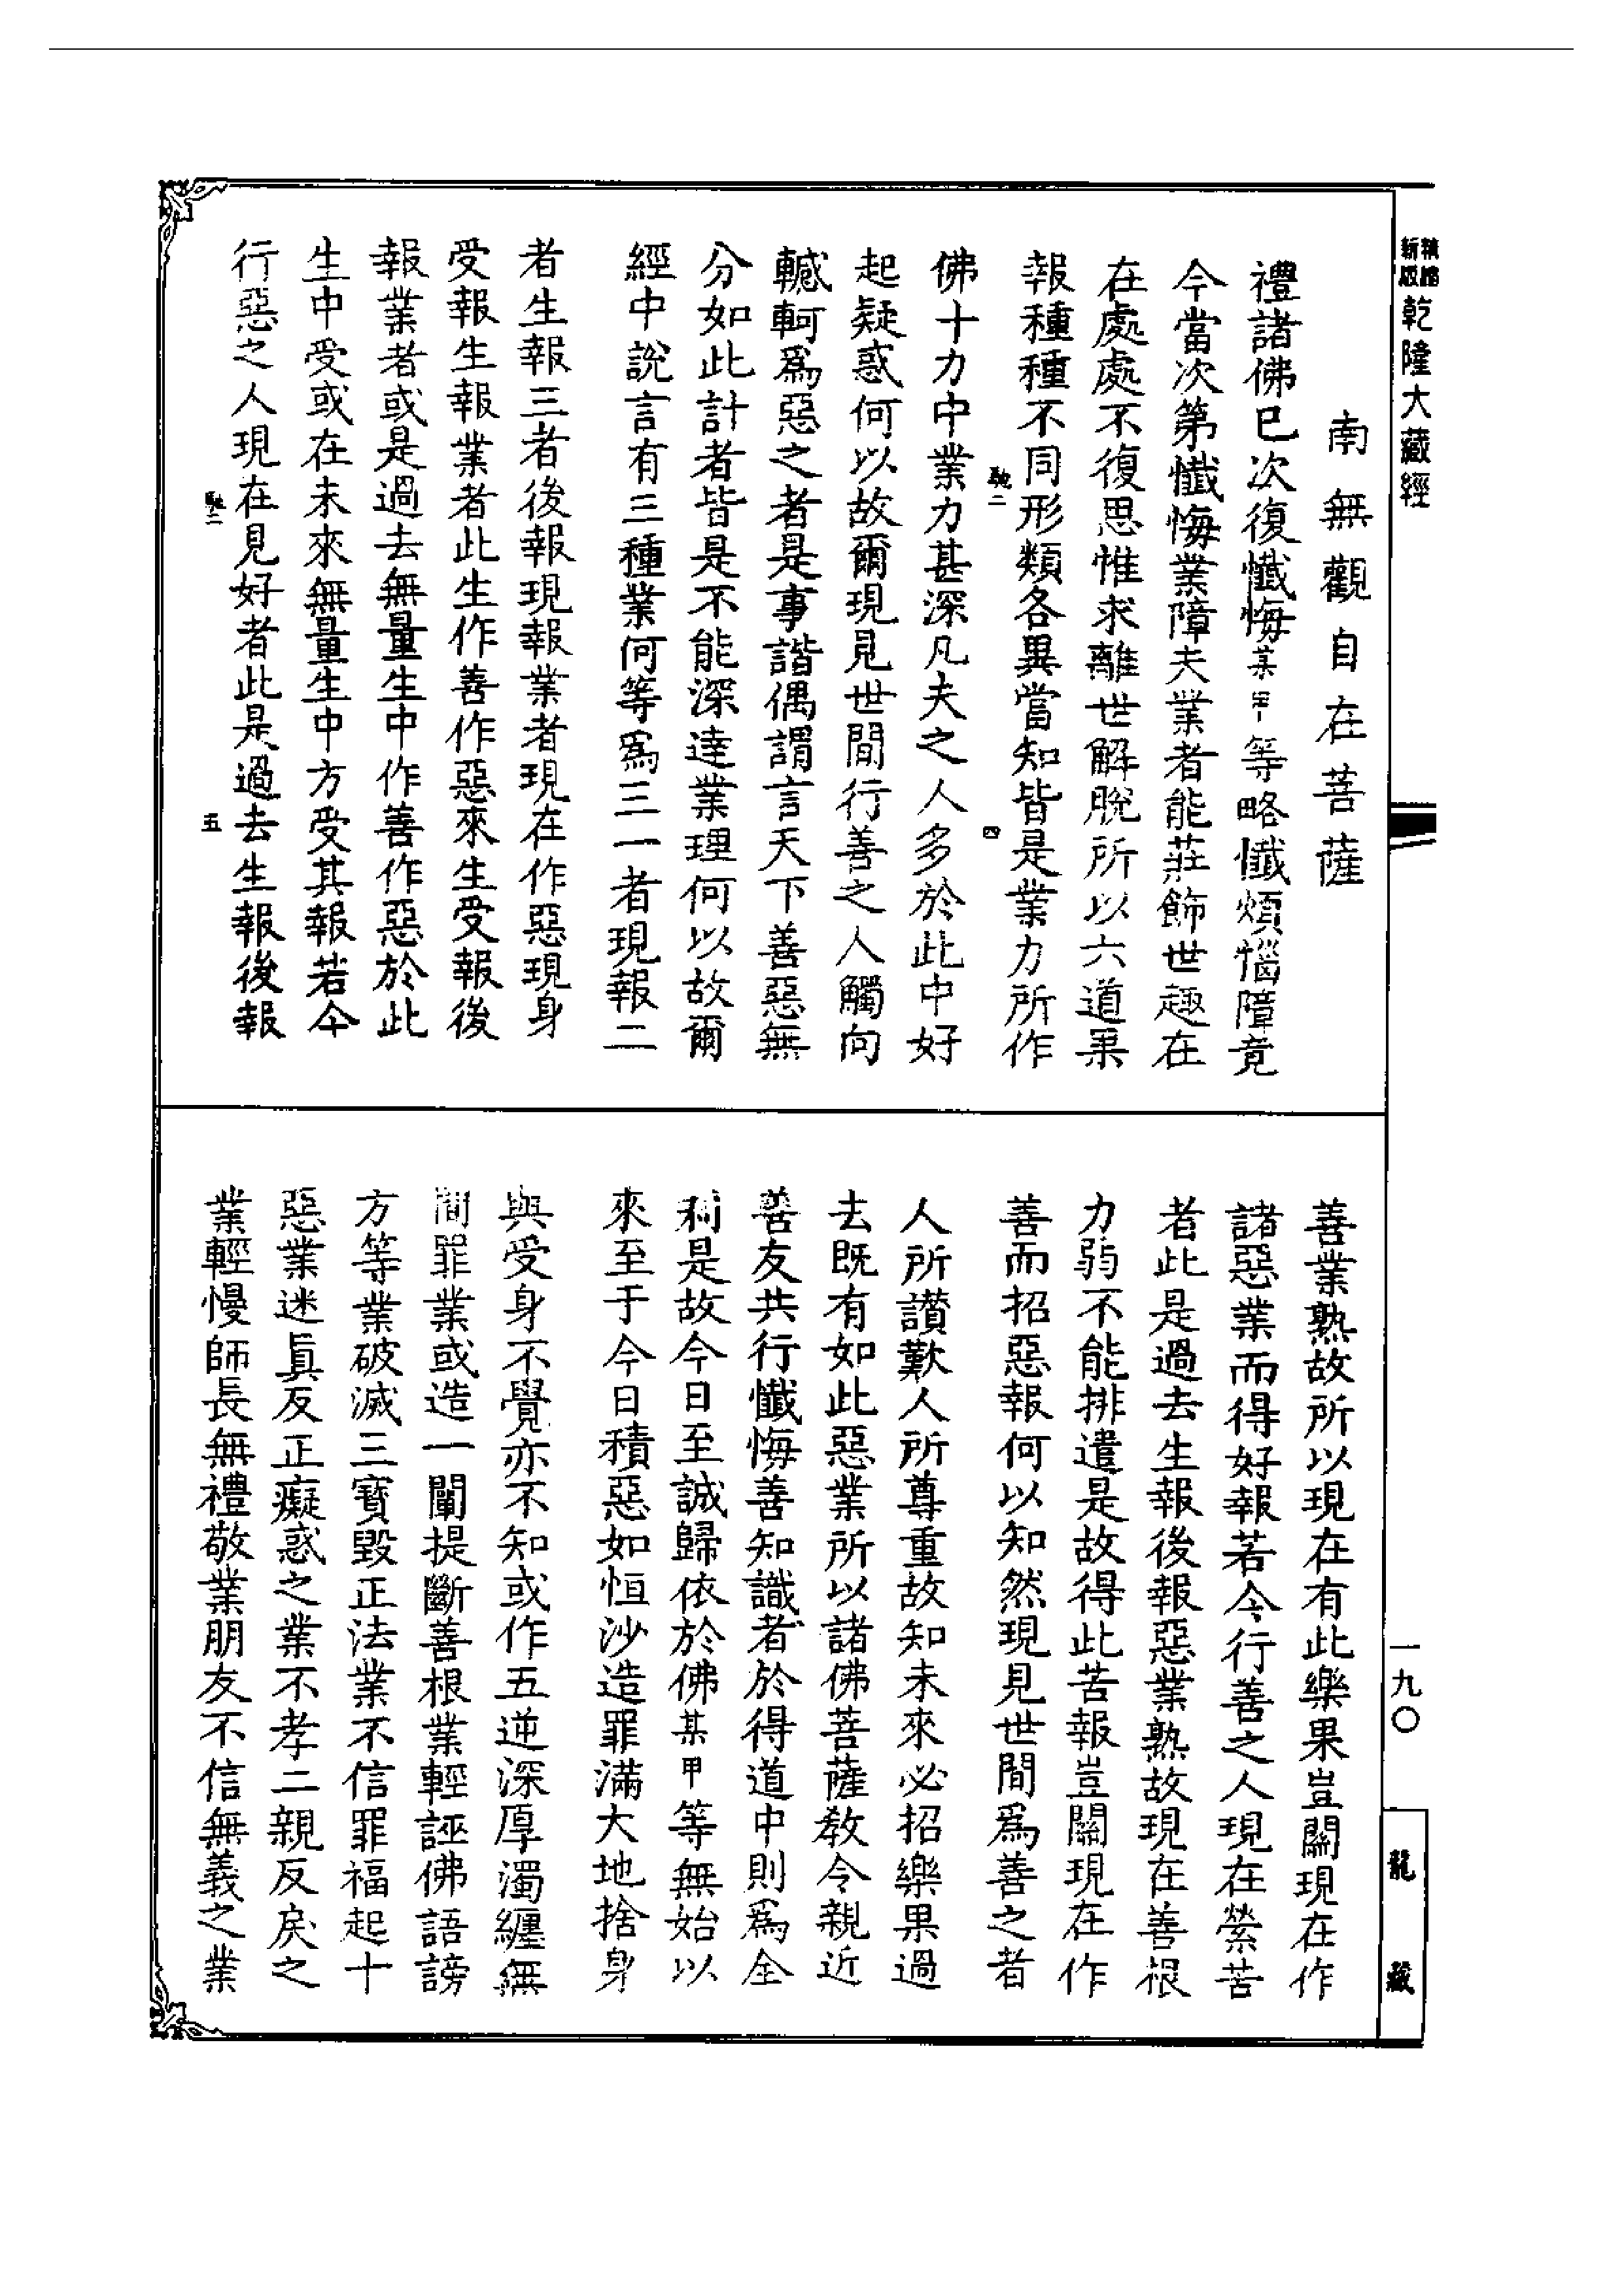 精縮新版乾隆大藏經
南無觀自在菩薩
禮諸佛已次復懺悔某甲等略懺煩惱障竟
今當次第懺悔業障夫業者能莊飾世趣在
在處處不復思惟求離世解脫所以六道果
報種種不同形類各異當知皆是業力所作
馳二 四
佛十力中業力甚深凡夫之人多於此中好
起疑惑何以故爾現見世間行善之人觸向
轗軻爲惡之者是事諧偶謂言天下善惡無
分如此計者皆是不能深達業理何以故爾
經中說言有三種業何等爲三一者現報二
者生報三者後報現報業者現在作惡現身
受報生報業者此生作善作惡來生受報後
報業者或是過去無量生中作善作惡於此
生中受或在未來無量生中方受其報若今
行惡之人現在見好者此是過去生報後報
馳二 五
善業熟故所以現在有此樂果豈關現在作
諸惡業而得好報若今行善之人現在縈苦
者此是過去生報後報惡業熟故現在善根
力弱不能排遣是故得此苦報豈關現在作
善而招惡報何以知然現見世間爲善之者
人所讚歎人所尊重故知未來必招樂果過
去既有如此惡業所以諸佛菩薩教令親近
善友共行懺悔善知識者於得道中則爲全
利是故今日至誠歸依於佛某甲等無始以
來至于今日積惡如恒沙造罪滿大地捨身
與受身不覺亦不知或作五逆深厚濁纏無
間罪業或造一闡提斷善根業輕誣佛語謗
方等業破滅三寶毀正法業不信罪福起十
惡業迷眞反正癡惑之業不孝二親反戾之
業輕慢師長無禮敬業朋友不信無義之業
一九〇
龍藏